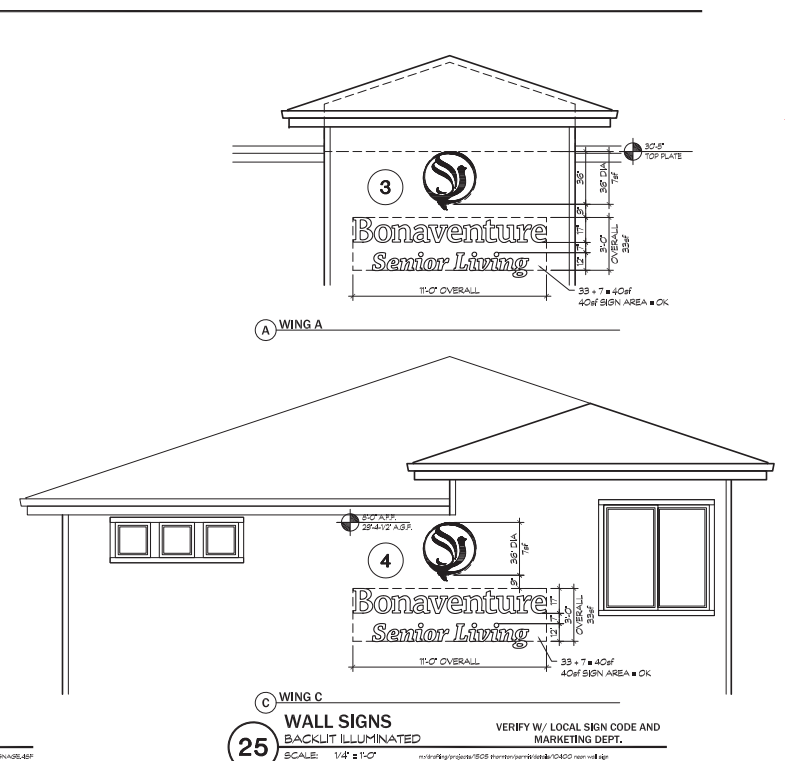 30'-5"
TOP PLATE
3
36"
36" DIA
7sf
9"
Bonaventure
Senior Living
17"
7"
12"
3'-0"
OVERALL
33sf
11'-0" OVERALL
33 + 7 = 40sf
40sf SIGN AREA = OK
A WING A
8'-0" A.F.F.
29'-4-1/2" A.G.F.
4
36" DIA
7sf
9"
Bonaventure
Senior Living
17"
7"
12"
3'-0"
OVERALL
33sf
11'-0" OVERALL
33 + 7 = 40sf
40sf SIGN AREA = OK
C WING C
25
WALL SIGNS
BACKLIT ILLUMINATED
SCALE: 1/4" = 1'-0"
VERIFY W/ LOCAL SIGN CODE AND
MARKETING DEPT.